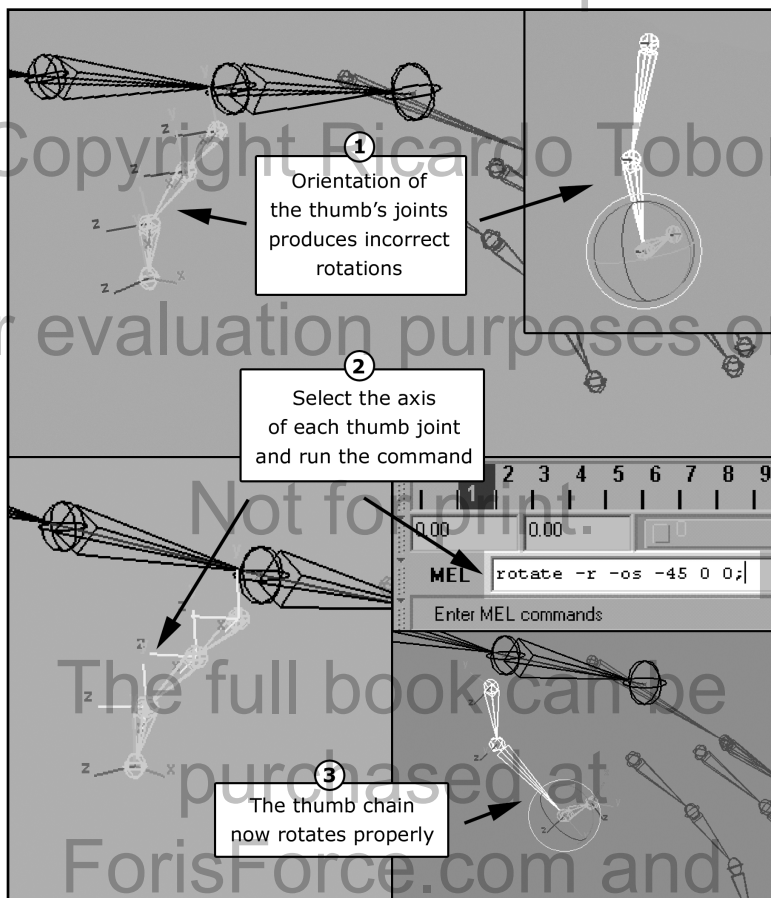 Copyright Ricardo Tobo
1
Orientation of
the thumb's joints
produces incorrect
rotations
evaluation purposes
2
Select the axis
of each thumb joint
and run the command
Not for print.
1 2 3 4 5 6 7 8 9
0.00 0.00 0
MEL rotate -r -os -45 0 0;
Enter MEL commands
The full book can be
purchased at
3
The thumb chain
now rotates properly
ForisForce.com and